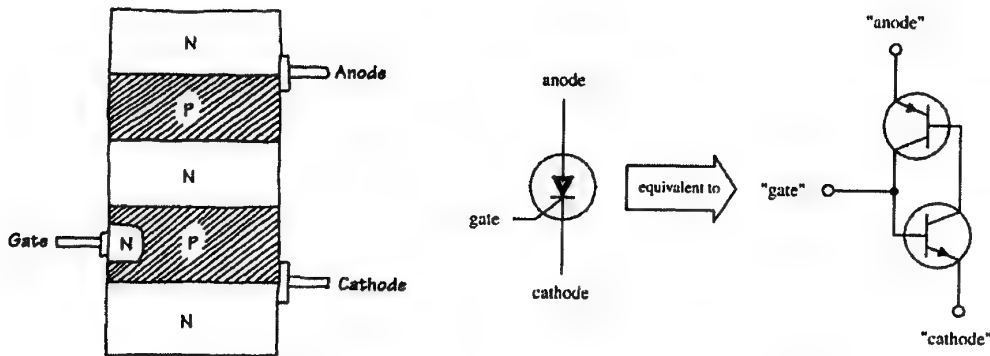 N
Anode
P
N
Gate
N
P
Cathode
N
anode
gate
cathode
equivalent to
"anode"
"gate"
"cathode"